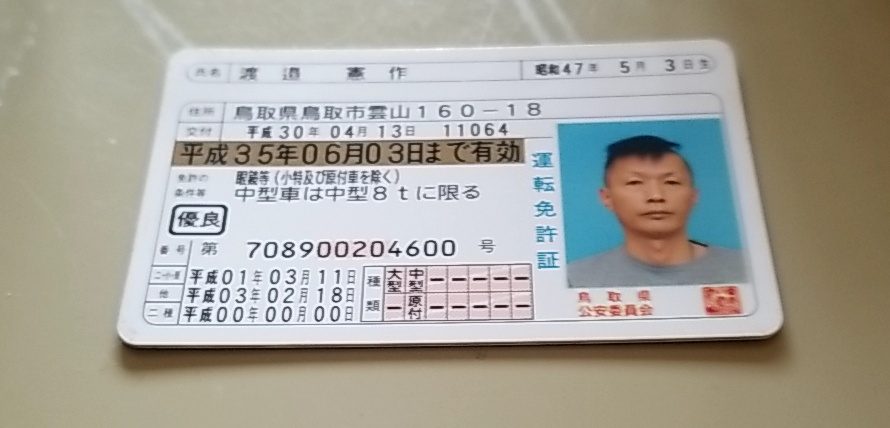 氏名 渡辺 憲作 昭和47年 5月 3日生
住所 鳥取県鳥取市雲山160-18
交付 平成30年04月13日 11064
平成35年06月03日まで有効
免許の条件等 眼鏡等(小特及び原付車を除く)
中型車は中型8tに限る
優良
番号 第 708900204600 号
二・小・原 平成01年03月11日
他 平成03年02月18日
二種 平成00年00月00日
種類 大型 中型 - - - - -
- 原付 - - - - -
運転免許証
鳥取県
公安委員会